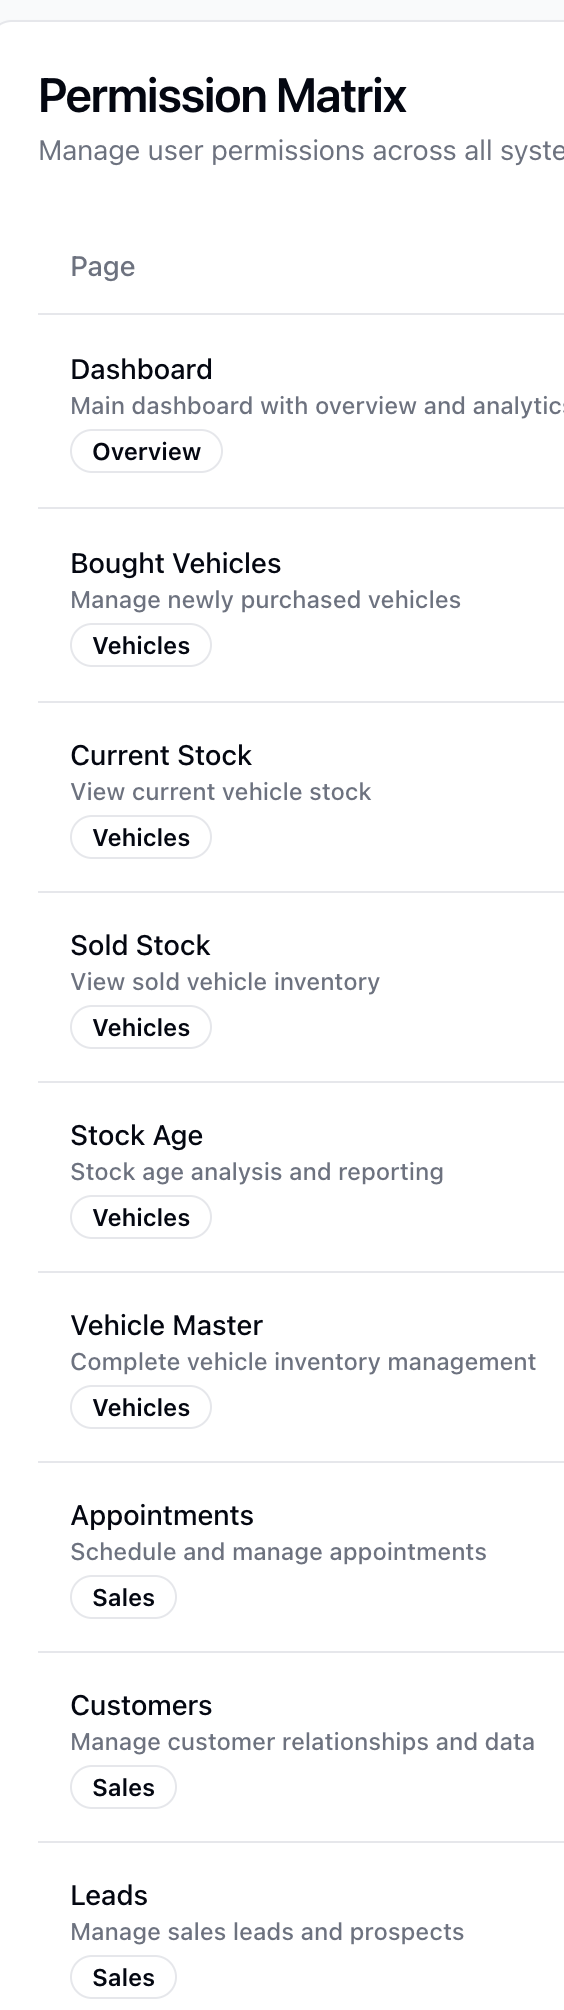 Permission Matrix
Manage user permissions across all syste
Page
Dashboard
Main dashboard with overview and analytics
Overview
Bought Vehicles
Manage newly purchased vehicles
Vehicles
Current Stock
View current vehicle stock
Vehicles
Sold Stock
View sold vehicle inventory
Vehicles
Stock Age
Stock age analysis and reporting
Vehicles
Vehicle Master
Complete vehicle inventory management
Vehicles
Appointments
Schedule and manage appointments
Sales
Customers
Manage customer relationships and data
Sales
Leads
Manage sales leads and prospects
Sales